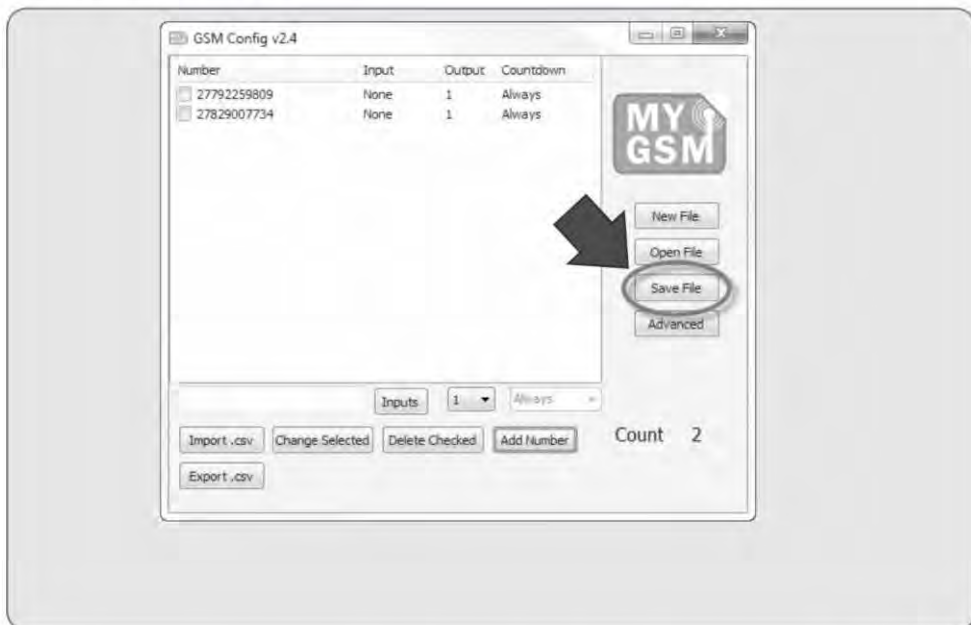 GSM Config v2.4
Number Input Output Countdown
27792259809 None 1 Always
27829007734 None 1 Always
MY
GSM
New File
Open File
Save File
Advanced
Inputs 1 Always
Import .csv Change Selected Delete Checked Add Number
Count 2
Export .csv